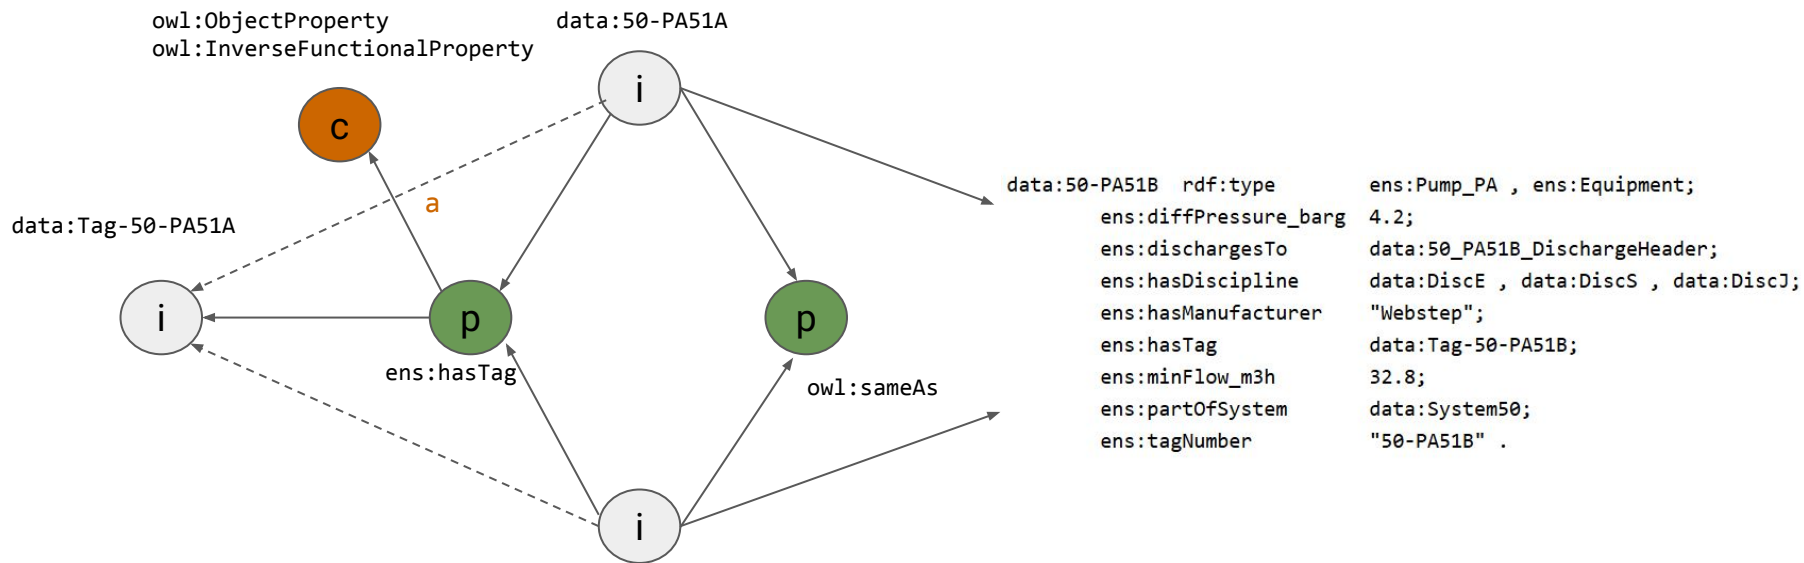 owl:ObjectProperty
owl:InverseFunctionalProperty
data:50-PA51A
i
c
a
data:Tag-50-PA51A
i
p
p
ens:hasTag
owl:sameAs
i
data:50-PA51B rdf:type ens:Pump_PA , ens:Equipment;
ens:diffPressure_barg 4.2;
ens:dischargesTo data:50_PA51B_DischargeHeader;
ens:hasDiscipline data:DiscE , data:DiscS , data:DiscJ;
ens:hasManufacturer "Webstep";
ens:hasTag data:Tag-50-PA51B;
ens:minFlow_m3h 32.8;
ens:partOfSystem data:System50;
ens:tagNumber "50-PA51B" .